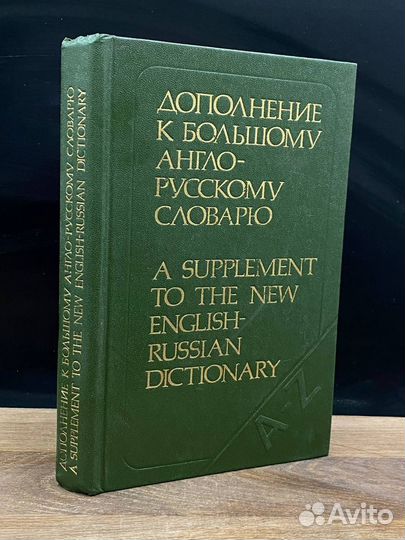 ДОПОЛНЕНИЕ К БОЛЬШОМУ АНГЛО-РУССКОМУ СЛОВАРЮ
A SUPPLEMENT TO THE NEW ENGLISH-RUSSIAN DICTIONARY
ДОПОЛНЕНИЕ
К БОЛЬШОМУ
АНГЛО-
РУССКОМУ
СЛОВАРЮ
A SUPPLEMENT
TO THE NEW
ENGLISH-
RUSSIAN
DICTIONARY
A-Z
Avito